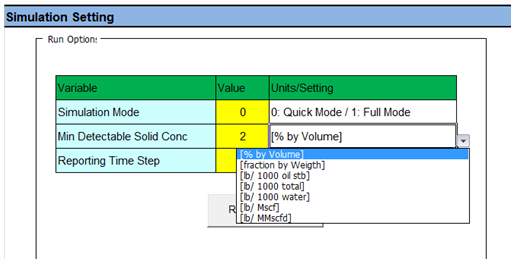 Simulation Setting
Run Options
Variable Value Units/Setting
Simulation Mode 0 0: Quick Mode / 1: Full Mode
Min Detectable Solid Conc 2 [% by Volume]
Reporting Time Step
[% by Volume]
[fraction by Weigth]
[lb/ 1000 oil stb]
[lb/ 1000 total]
[lb/ 1000 water]
[lb/ Mscf]
[lb/ MMscfd]
R